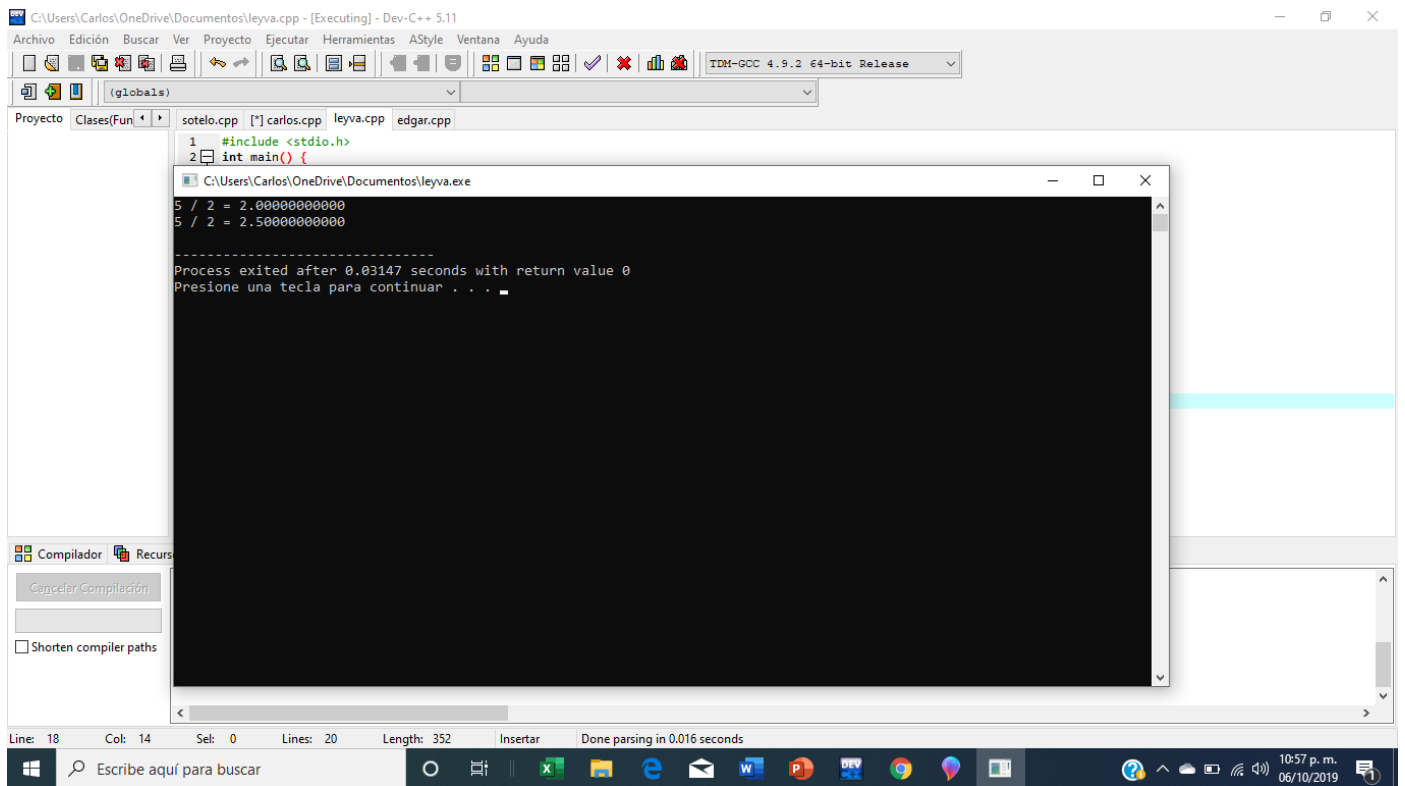 C:\Users\Carlos\OneDrive\Documentos\leyva.cpp - [Executing] - Dev-C++ 5.11
Archivo Edición Buscar Ver Proyecto Ejecutar Herramientas AStyle Ventana Ayuda
TDM-GCC 4.9.2 64-bit Release
(globals)
Proyecto Clases(Fun sotelo.cpp [*] carlos.cpp leyva.cpp edgar.cpp
1 #include <stdio.h>
2 int main() {
C:\Users\Carlos\OneDrive\Documentos\leyva.exe
5 / 2 = 2.00000000000
5 / 2 = 2.50000000000
--------------------------------
Process exited after 0.03147 seconds with return value 0
Presione una tecla para continuar . . .
Compilador Recurs
Cancelar Compilación
Shorten compiler paths
Line: 18 Col: 14 Sel: 0 Lines: 20 Length: 352 Insertar Done parsing in 0.016 seconds
Escribe aquí para buscar
10:57 p. m.
06/10/2019